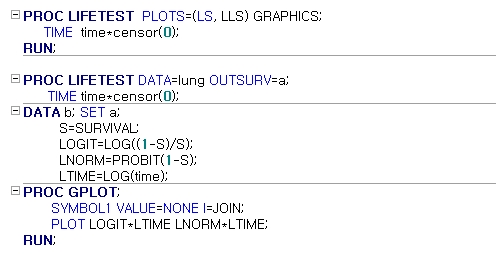 PROC LIFETEST PLOTS=(LS, LLS) GRAPHICS;
TIME time*censor(0);
RUN;
PROC LIFETEST DATA=lung OUTSURV=a;
TIME time*censor(0);
DATA b; SET a;
S=SURVIVAL;
LOGIT=LOG((1-S)/S);
LNORM=PROBIT(1-S);
LTIME=LOG(time);
PROC GPLOT;
SYMBOL1 VALUE=NONE I=JOIN;
PLOT LOGIT*LTIME LNORM*LTIME;
RUN;